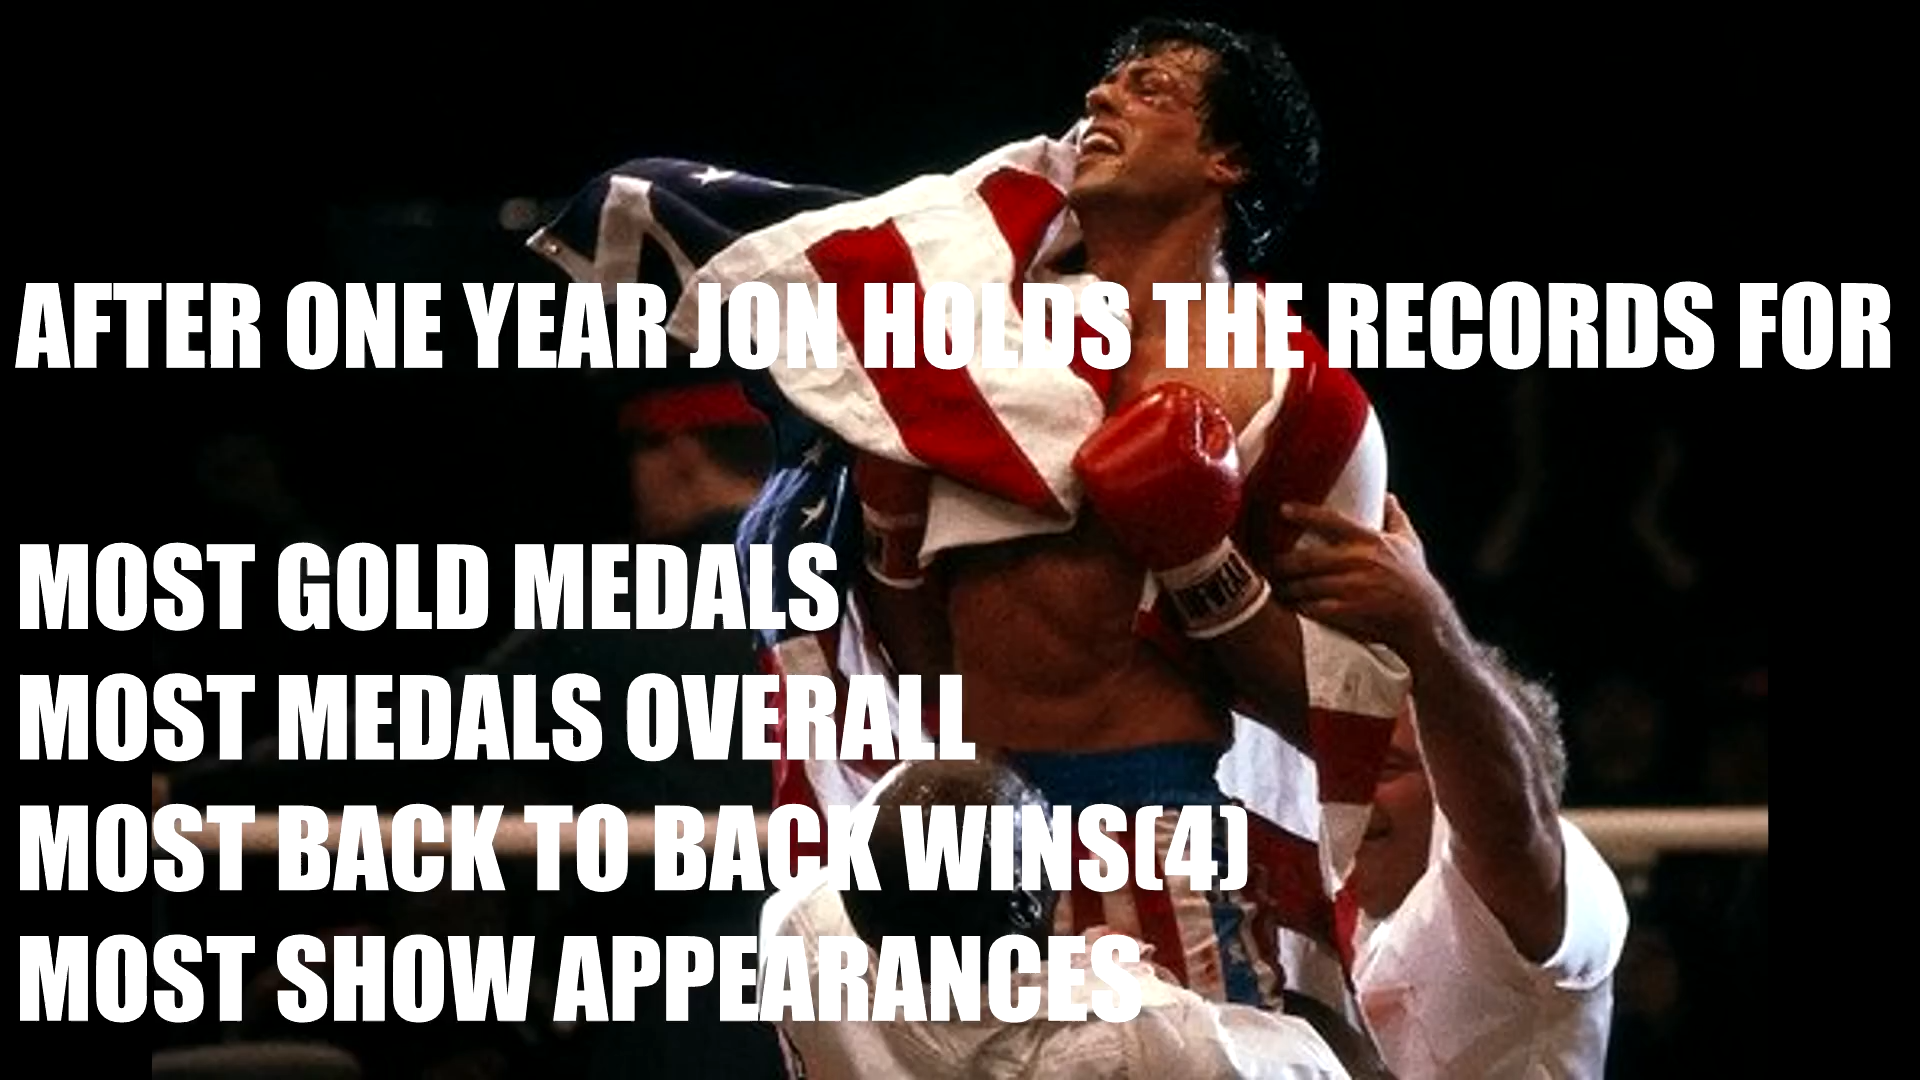 AFTER ONE YEAR JON HOLDS THE RECORDS FOR
MOST GOLD MEDALS
MOST MEDALS OVERALL
MOST BACK TO BACK WINS(4)
MOST SHOW APPEARANCES